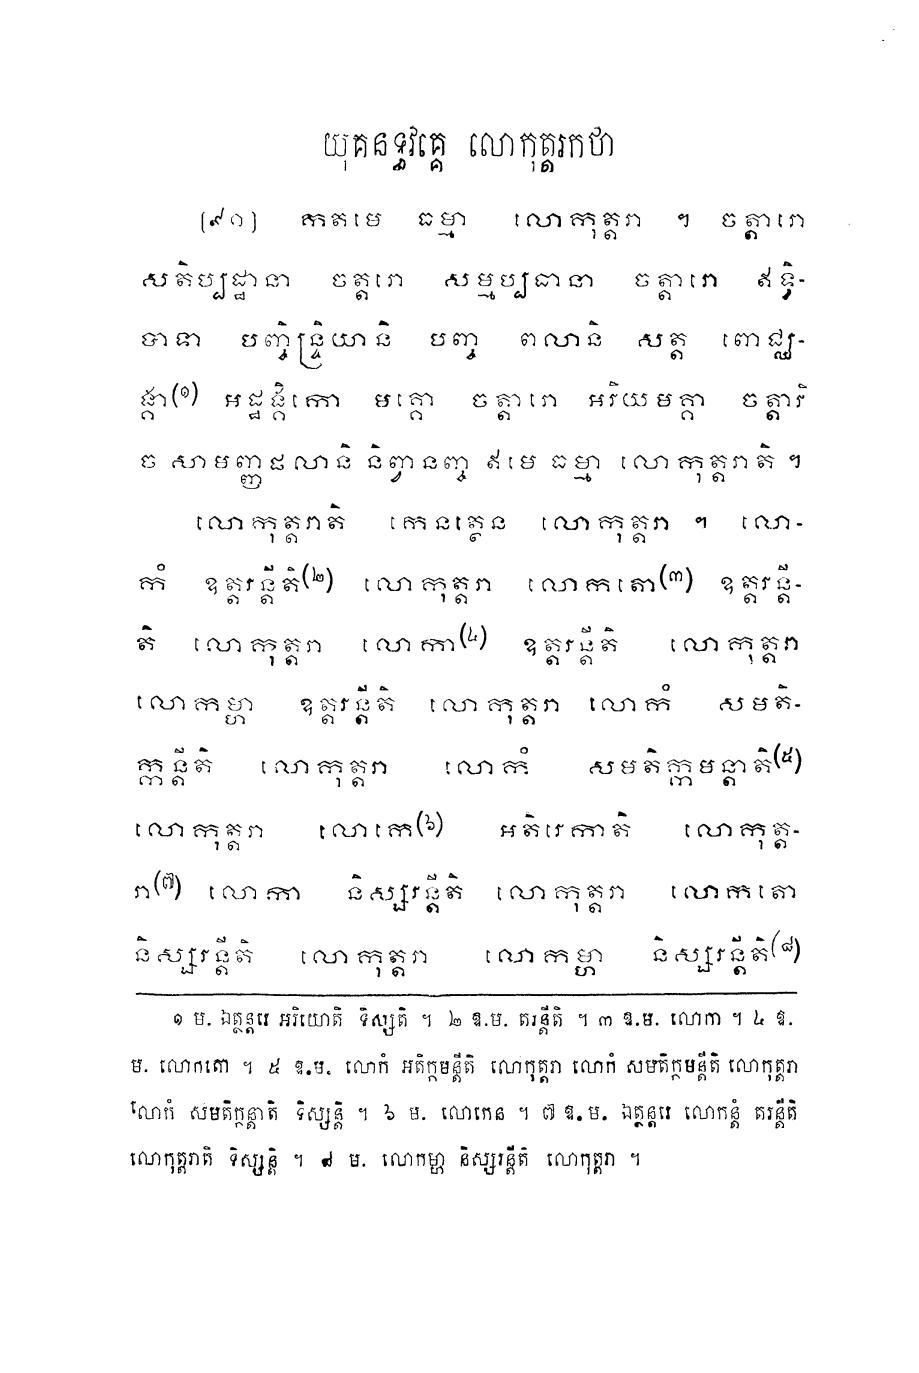 យុគនទ្ធវគ្គេ លោកុត្តរកថា
(៩០) កតមេ ធម្មា លោកុត្តរា ។ ចត្តារោ
សតិប្បដ្ឋានា ចត្តរោ សម្មប្បធានា ចត្តារោ ឥទ្ធិ-
បាទា បញ្ចិន្ទ្រិយានិ បញ្ច ពលានិ សត្ត ពោជ្ឈ-
ង្គា(១) អដ្ឋង្គិកោ មគ្គោ ចត្តារោ អរិយមគ្គា ចត្តារិ
ច សាមញ្ញផលានិ និព្វានញ្ច ឥមេ ធម្មា លោកុត្តរាតិ ។
លោកុត្តរាតិ កេនត្ថេន លោកុត្តរា ។ លោ-
កំ ឧត្តរន្តីតិ(២) លោកុត្តរា លោកតោ(៣) ឧត្តរន្តី-
តិ លោកុត្តរា លោកា(៤) ឧត្តរន្តីតិ លោកុត្តរា
លោកម្ហា ឧត្តរន្តីតិ លោកុត្តរា លោកំ សមតិ-
ក្កន្តីតិ លោកុត្តរា លោកំ សមតិក្កមន្តាតិ(៥)
លោកុត្តរា លោកេ(៦) អតិរេកាតិ លោកុត្ត-
រា(៧) លោកា និស្សរន្តីតិ លោកុត្តរា លោកតោ
និស្សរន្តីតិ លោកុត្តរា លោកម្ហា និស្សរន្តីតិ(៨)
១ ម. ឯត្ថន្តរេ អរិយោតិ ទិស្សតិ ។ ២ ឱ.ម. តរន្តីតិ ។ ៣ ឱ.ម. លោកា ។ ៤ ឱ.
ម. លោកតោ ។ ៥ ឱ.ម. លោកំ អតិក្កមន្តីតិ លោកុត្តរា លោកំ សមតិក្កមន្តីតិ លោកុត្តរា
លោកំ សមតិក្កន្តាតិ ទិស្សន្តិ ។ ៦ ម. លោកេន ។ ៧ ឱ.ម. ឯត្ថន្តរេ លោកន្តំ តរន្តីតិ
លោកុត្តរាតិ ទិស្សន្តិ ។ ៨ ម. លោកម្ហា និស្សរន្តីតិ លោកុត្តរា ។